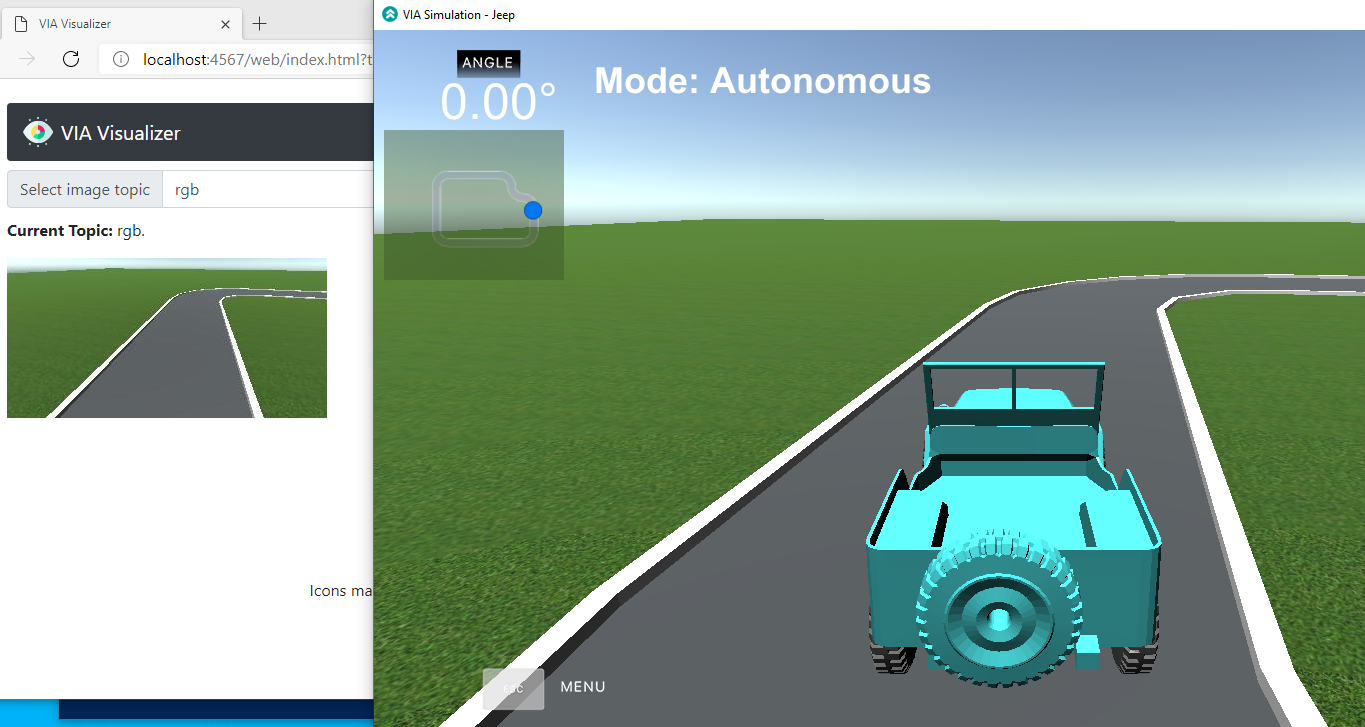 VIA Visualizer
localhost:4567/web/index.html?t
VIA Visualizer
Select image topic rgb
Current Topic: rgb.
Icons ma
VIA Simulation - Jeep
ANGLE
0.00°
Mode: Autonomous
ESC MENU